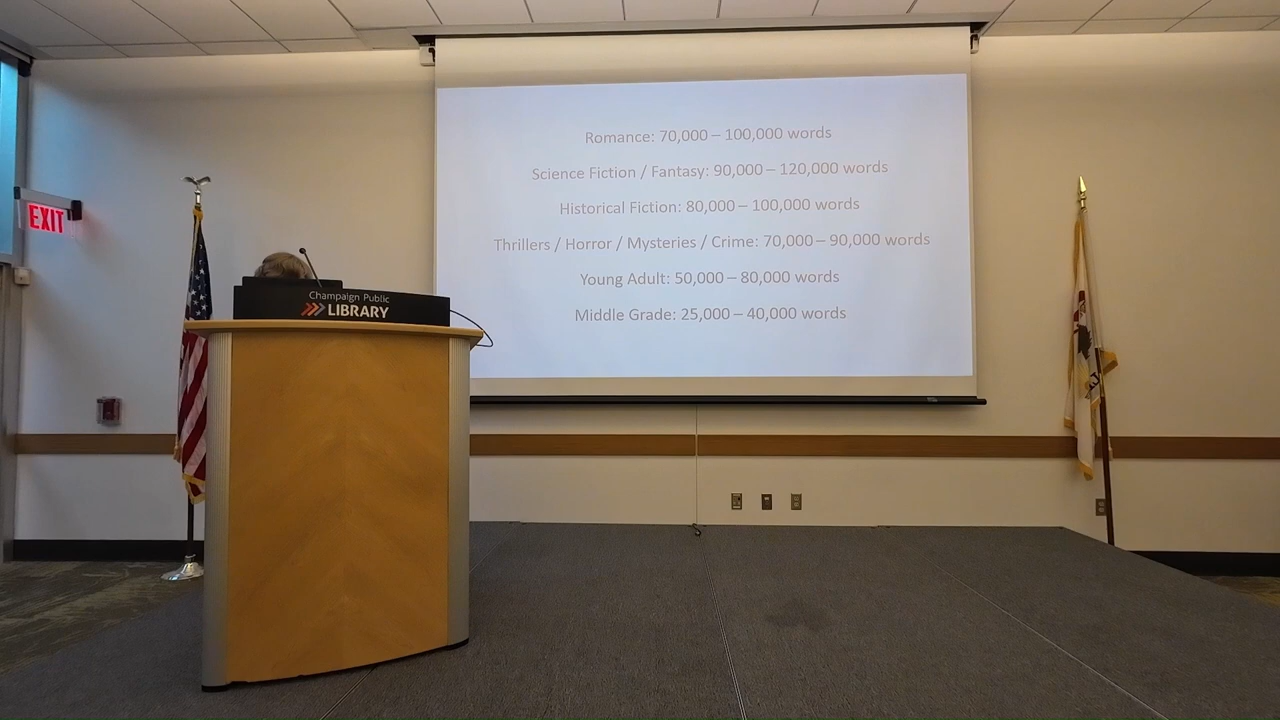 Romance: 70,000 – 100,000 words
Science Fiction / Fantasy: 90,000 – 120,000 words
Historical Fiction: 80,000 – 100,000 words
Thrillers / Horror / Mysteries / Crime: 70,000 – 90,000 words
Young Adult: 50,000 – 80,000 words
Middle Grade: 25,000 – 40,000 words
EXIT
Champaign Public
LIBRARY